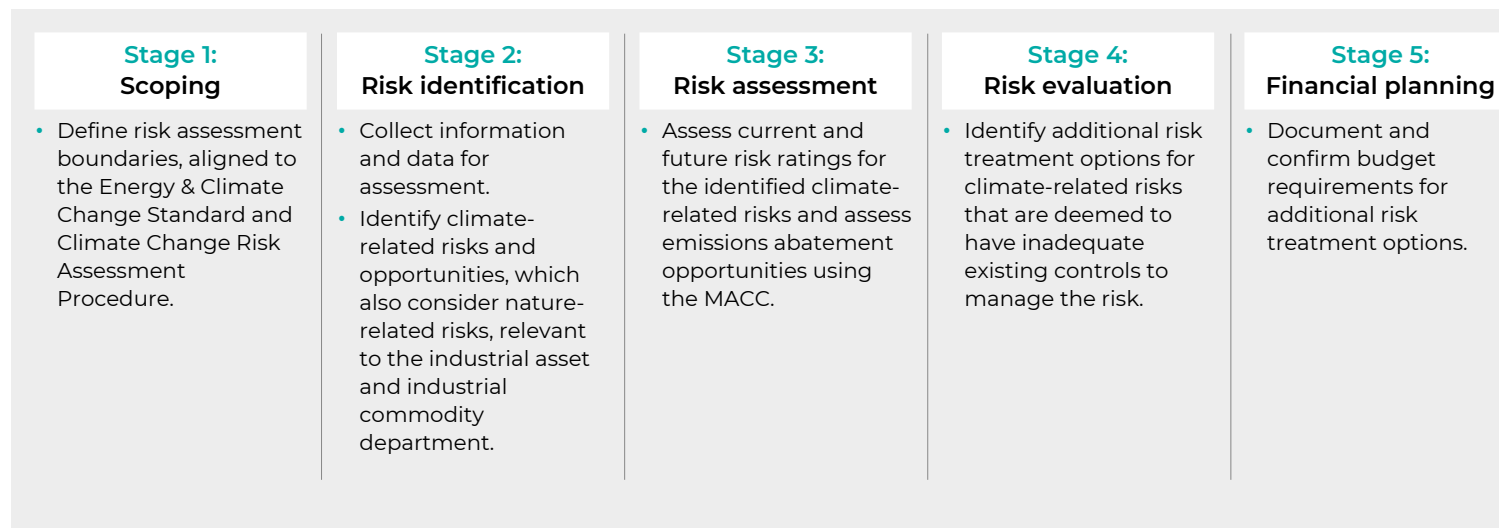 Stage 1:
Scoping
• Define risk assessment
boundaries, aligned to
the Energy & Climate
Change Standard and
Climate Change Risk
Assessment
Procedure.
Stage 2:
Risk identification
• Collect information
and data for
assessment.
• Identify climate-
related risks and
opportunities, which
also consider nature-
related risks, relevant
to the industrial asset
and industrial
commodity
department.
Stage 3:
Risk assessment
• Assess current and
future risk ratings for
the identified climate-
related risks and assess
emissions abatement
opportunities using
the MACC.
Stage 4:
Risk evaluation
• Identify additional risk
treatment options for
climate-related risks
that are deemed to
have inadequate
existing controls to
manage the risk.
Stage 5:
Financial planning
• Document and
confirm budget
requirements for
additional risk
treatment options.